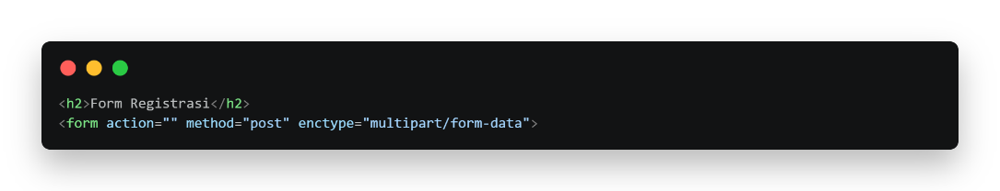 <h2>Form Registrasi</h2>
<form action="" method="post" enctype="multipart/form-data">